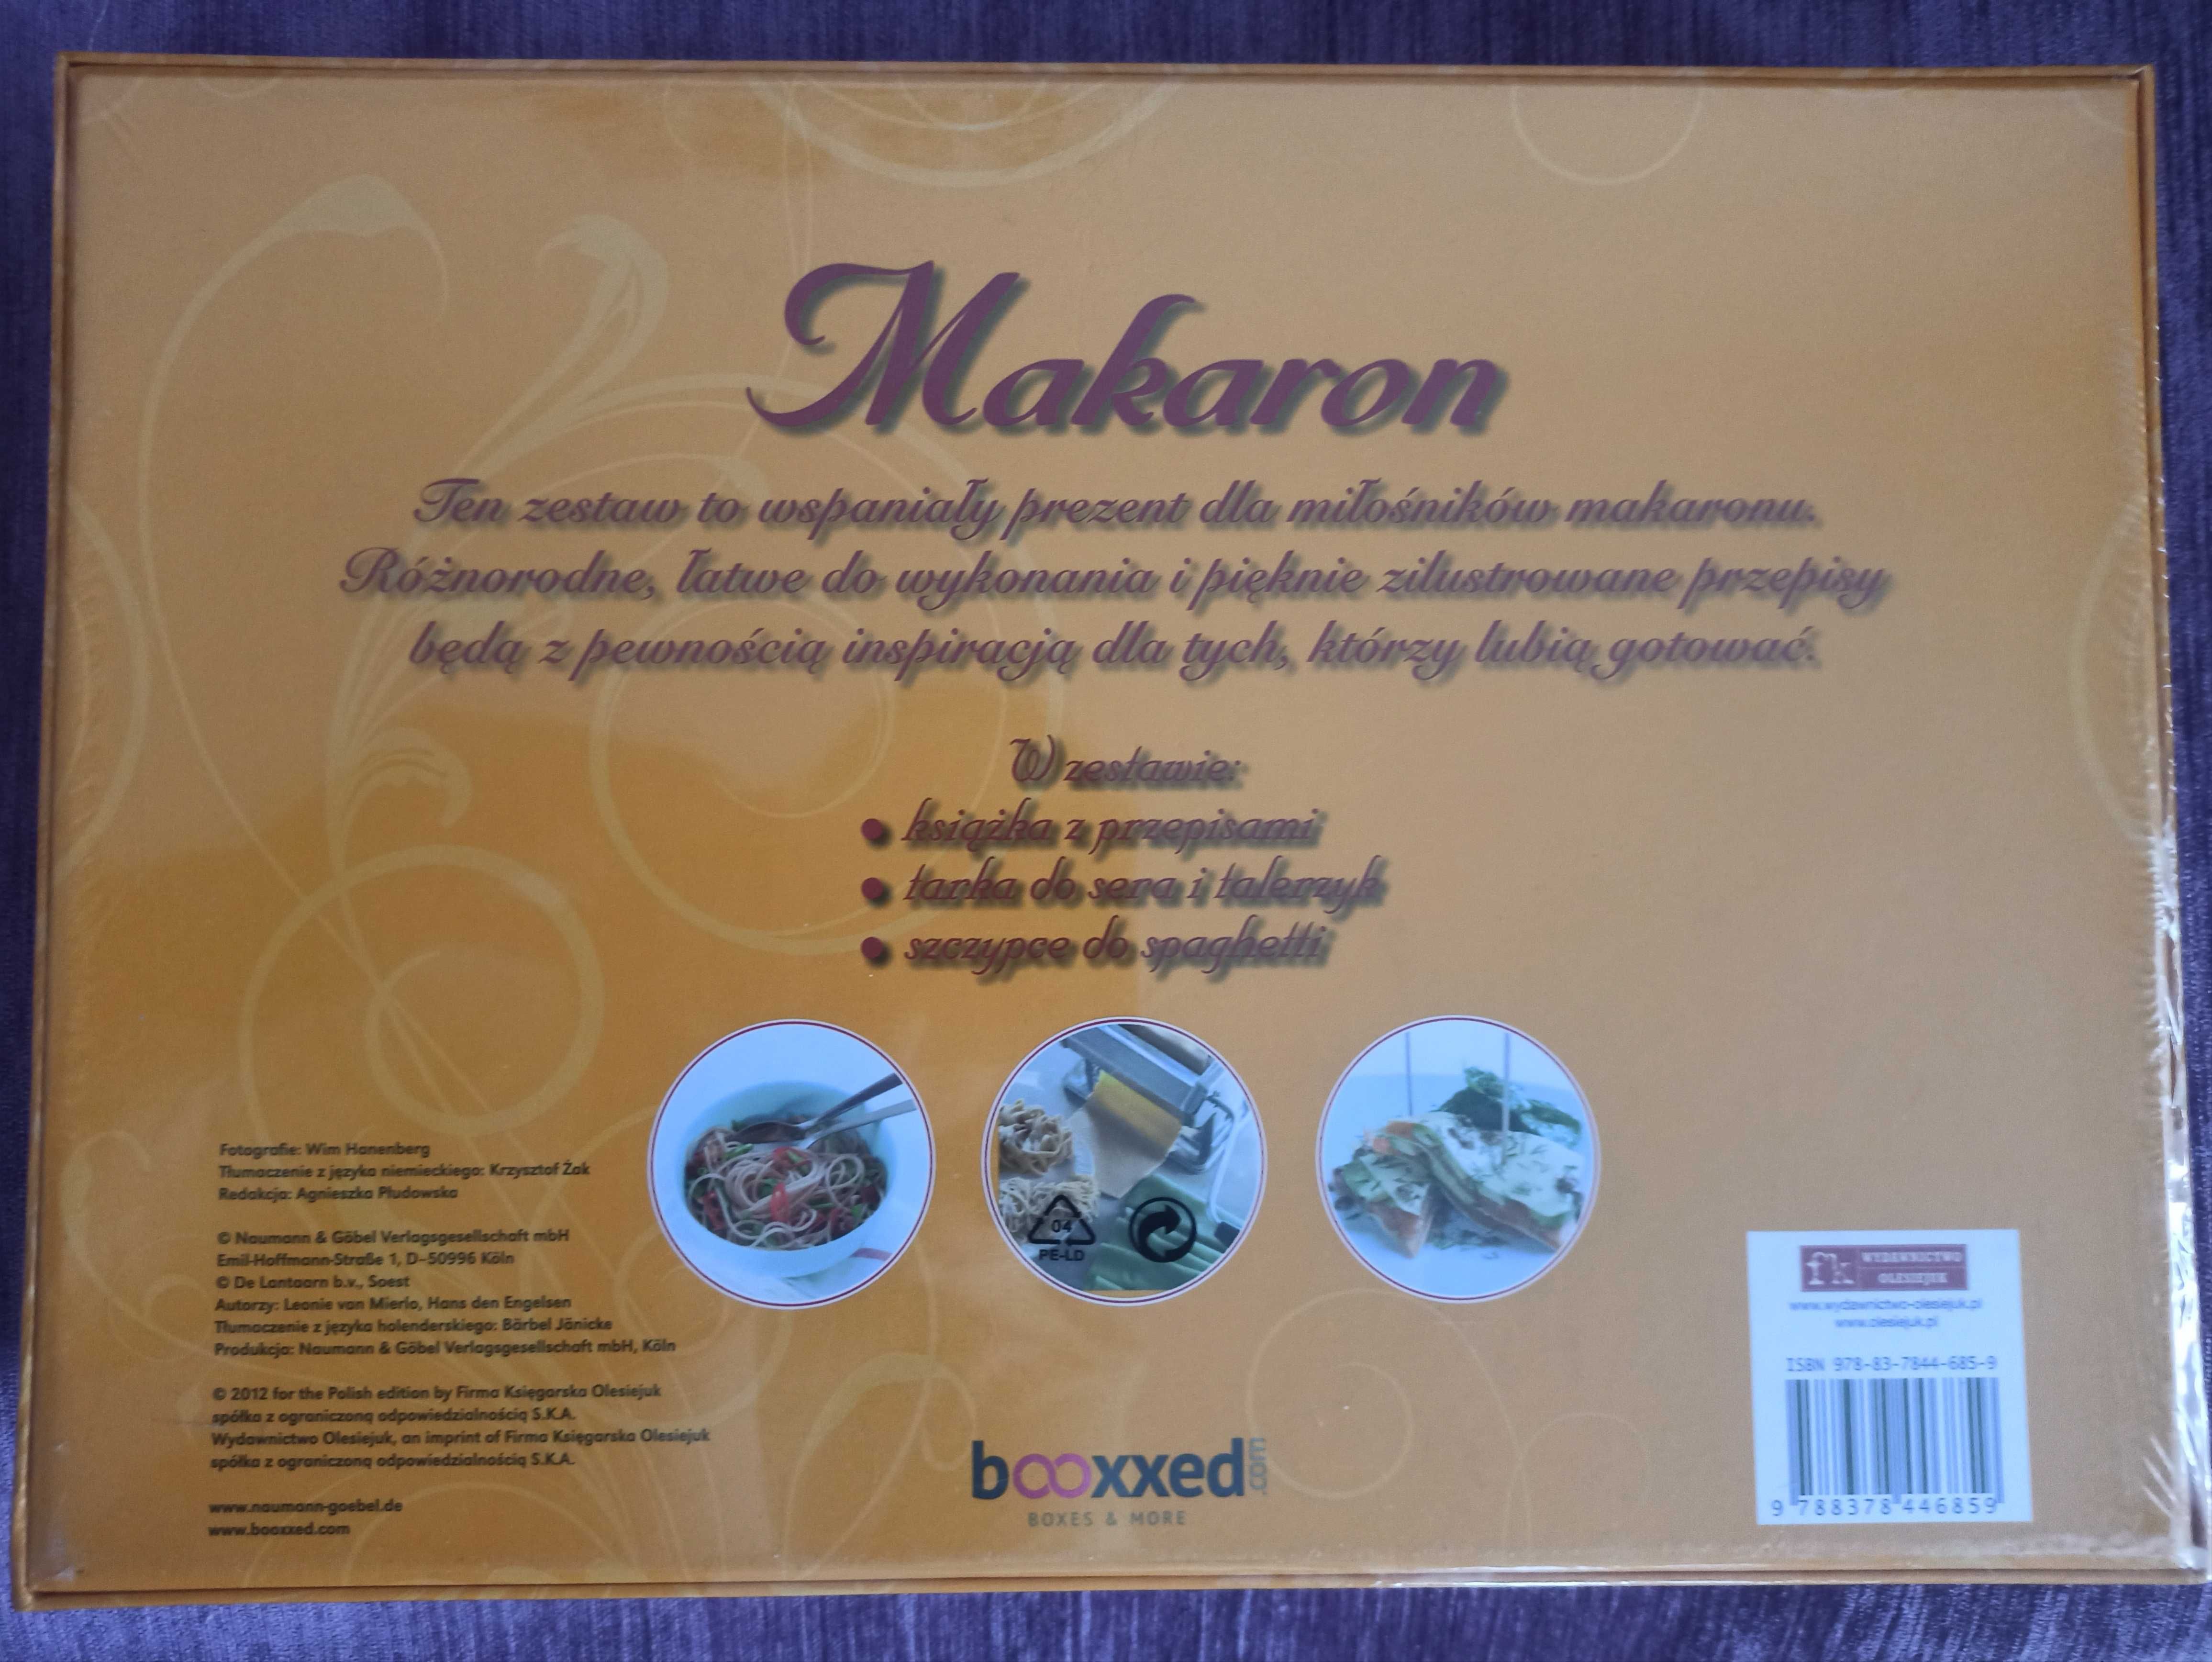 Makaron
Ten zestaw to wspaniały prezent dla miłośników makaronu.
Różnorodne, łatwe do wykonania i pięknie zilustrowane przepisy
będą z pewnością inspiracją dla tych, którzy lubią gotować.
W zestawie:
• książka z przepisami
• tarka do sera i talerzyk
• szczypce do spaghetti
04
PE-LD
Fotografie: Wim Hanenberg
Tłumaczenie z języka niemieckiego: Krzysztof Żak
Redakcja: Agnieszka Płudowska
© Naumann & Göbel Verlagsgesellschaft mbH
Emil-Hoffmann-Straße 1, D–50996 Köln
© De Lantaarn b.v., Soest
Autorzy: Leonie van Mierlo, Hans den Engelsen
Tłumaczenie z języka holenderskiego: Bärbel Jänicke
Produkcja: Naumann & Göbel Verlagsgesellschaft mbH, Köln
© 2012 for the Polish edition by Firma Księgarska Olesiejuk
spółka z ograniczoną odpowiedzialnością S.K.A.
Wydawnictwo Olesiejuk, an imprint of Firma Księgarska Olesiejuk
spółka z ograniczoną odpowiedzialnością S.K.A.
www.naumann-goebel.de
www.booxxed.com
booxxed.com
BOXES & MORE
WYDAWNICTWO
OLESIEJUK
www.wydawnictwo-olesiejuk.pl
www.olesiejuk.pl
ISBN 978-83-7844-685-9
9 788378 446859